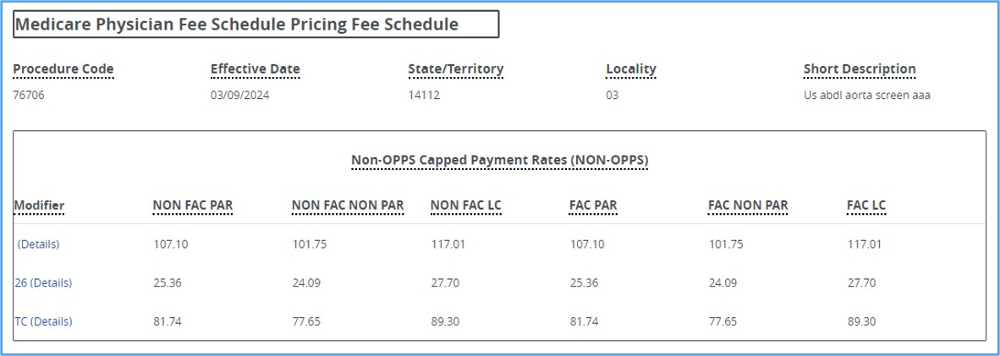 Medicare Physician Fee Schedule Pricing Fee Schedule
Procedure Code Effective Date State/Territory Locality Short Description
76706 03/09/2024 14112 03 Us abdl aorta screen aaa
Non-OPPS Capped Payment Rates (NON-OPPS)
Modifier NON FAC PAR NON FAC NON PAR NON FAC LC FAC PAR FAC NON PAR FAC LC
(Details) 107.10 101.75 117.01 107.10 101.75 117.01
26 (Details) 25.36 24.09 27.70 25.36 24.09 27.70
TC (Details) 81.74 77.65 89.30 81.74 77.65 89.30